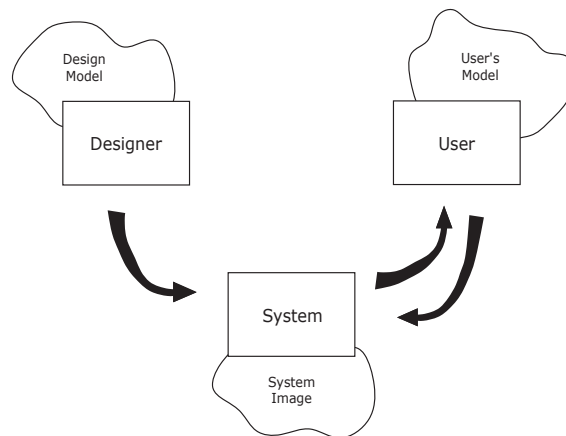 Design
Model
User's
Model
Designer
User
System
System
Image